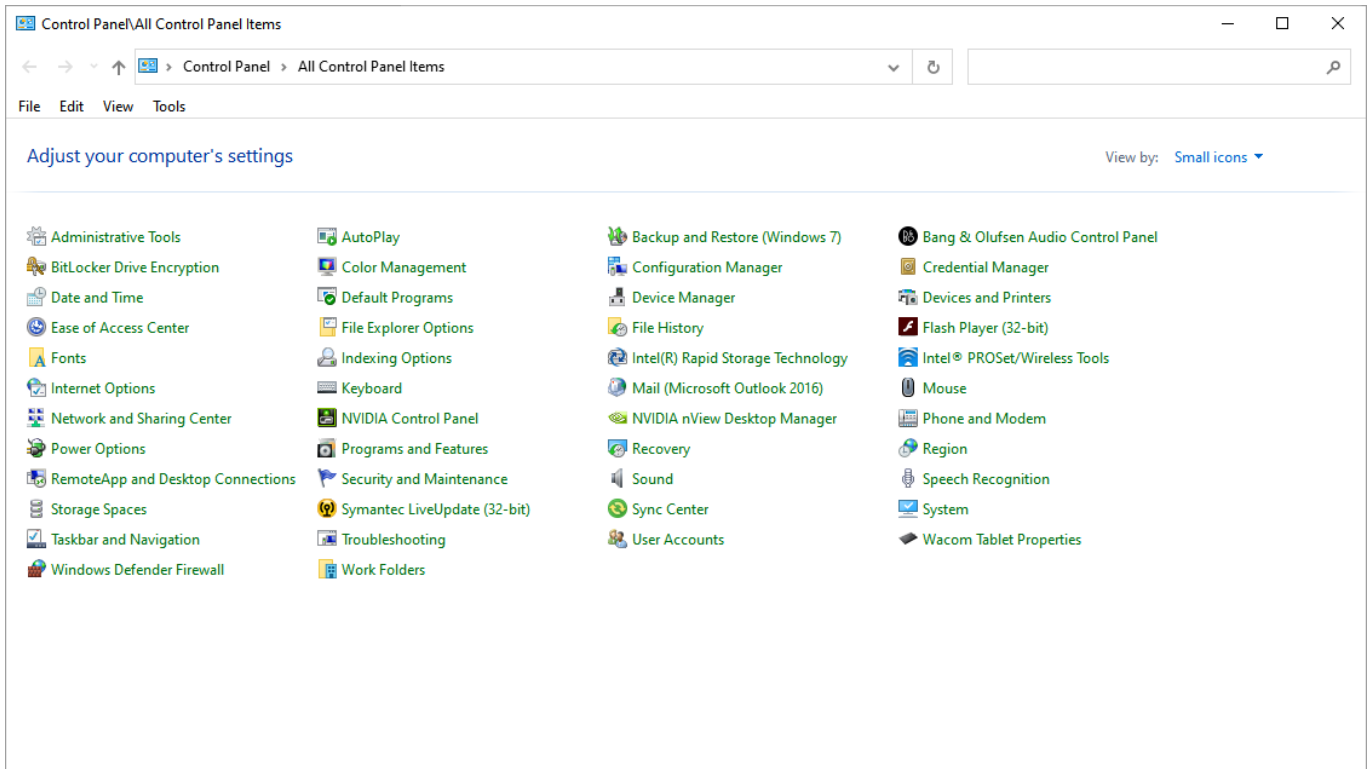 Control Panel\All Control Panel Items
Control Panel › All Control Panel Items
File Edit View Tools
Adjust your computer's settings View by: Small icons
Administrative Tools AutoPlay Backup and Restore (Windows 7) Bang & Olufsen Audio Control Panel
BitLocker Drive Encryption Color Management Configuration Manager Credential Manager
Date and Time Default Programs Device Manager Devices and Printers
Ease of Access Center File Explorer Options File History Flash Player (32-bit)
Fonts Indexing Options Intel(R) Rapid Storage Technology Intel® PROSet/Wireless Tools
Internet Options Keyboard Mail (Microsoft Outlook 2016) Mouse
Network and Sharing Center NVIDIA Control Panel NVIDIA nView Desktop Manager Phone and Modem
Power Options Programs and Features Recovery Region
RemoteApp and Desktop Connections Security and Maintenance Sound Speech Recognition
Storage Spaces Symantec LiveUpdate (32-bit) Sync Center System
Taskbar and Navigation Troubleshooting User Accounts Wacom Tablet Properties
Windows Defender Firewall Work Folders